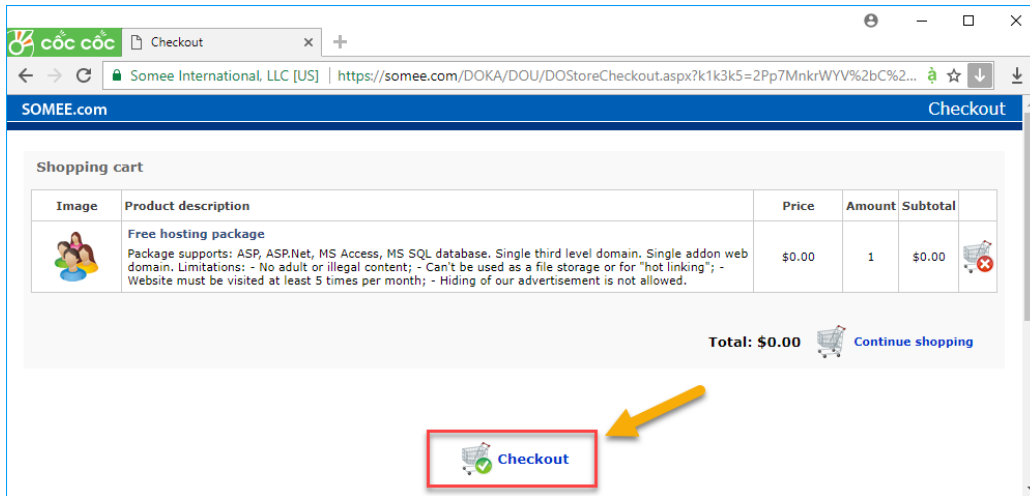 cốc cốc
Checkout
Somee International, LLC [US] | https://somee.com/DOKA/DOU/DOStoreCheckout.aspx?k1k3k5=2Pp7MnkrWYV%2bC%2... ạ
SOMEE.com Checkout
Shopping cart
Image Product description Price Amount Subtotal
Free hosting package
Package supports: ASP, ASP.Net, MS Access, MS SQL database. Single third level domain. Single addon web
domain. Limitations: - No adult or illegal content; - Can't be used as a file storage or for "hot linking"; -
Website must be visited at least 5 times per month; - Hiding of our advertisement is not allowed.
$0.00 1 $0.00
Total: $0.00 Continue shopping
Checkout